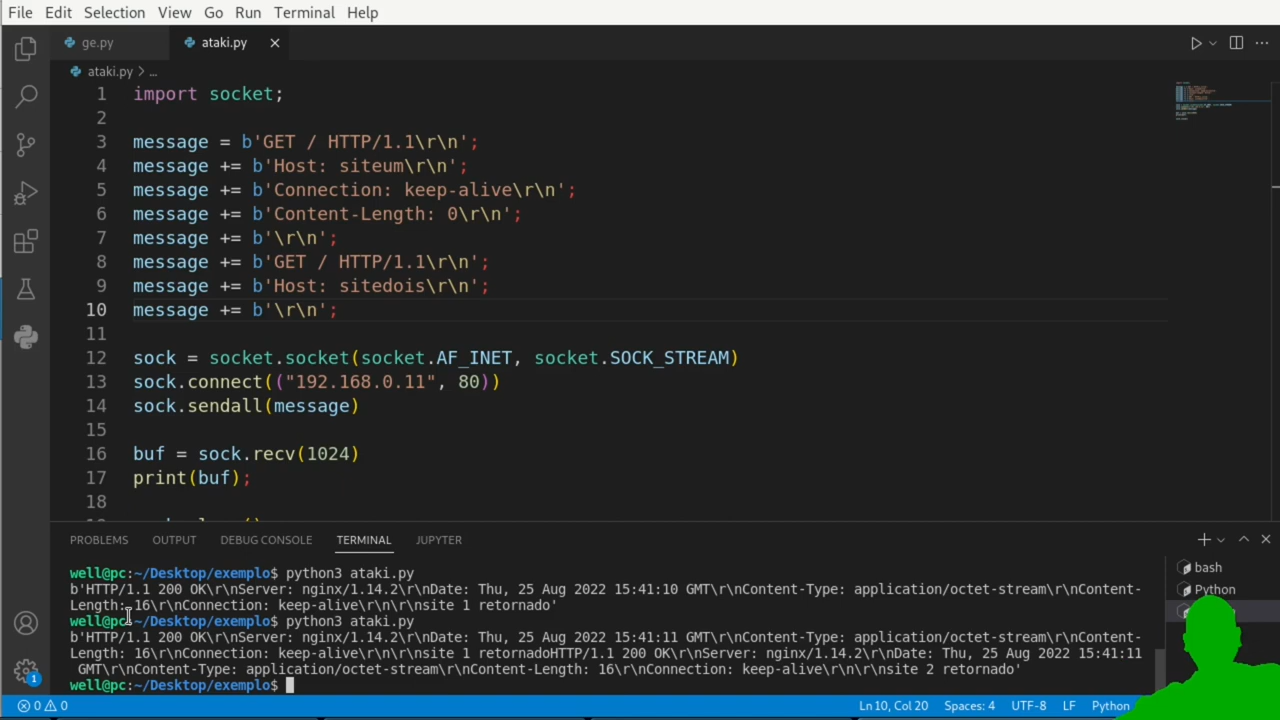 File Edit Selection View Go Run Terminal Help
ge.py ataki.py
ataki.py > ...
1 import socket;
2
3 message = b'GET / HTTP/1.1\r\n';
4 message += b'Host: siteum\r\n';
5 message += b'Connection: keep-alive\r\n';
6 message += b'Content-Length: 0\r\n';
7 message += b'\r\n';
8 message += b'GET / HTTP/1.1\r\n';
9 message += b'Host: sitedois\r\n';
10 message += b'\r\n';
11
12 sock = socket.socket(socket.AF_INET, socket.SOCK_STREAM)
13 sock.connect(("192.168.0.11", 80))
14 sock.sendall(message)
15
16 buf = sock.recv(1024)
17 print(buf);
18
PROBLEMS OUTPUT DEBUG CONSOLE TERMINAL JUPYTER
well@pc:~/Desktop/exemplo$ python3 ataki.py
b'HTTP/1.1 200 OK\r\nServer: nginx/1.14.2\r\nDate: Thu, 25 Aug 2022 15:41:10 GMT\r\nContent-Type: application/octet-stream\r\nContent-
Length: 16\r\nConnection: keep-alive\r\n\r\nsite 1 retornado'
well@pc:~/Desktop/exemplo$ python3 ataki.py
b'HTTP/1.1 200 OK\r\nServer: nginx/1.14.2\r\nDate: Thu, 25 Aug 2022 15:41:11 GMT\r\nContent-Type: application/octet-stream\r\nContent-
Length: 16\r\nConnection: keep-alive\r\n\r\nsite 1 retornadoHTTP/1.1 200 OK\r\nServer: nginx/1.14.2\r\nDate: Thu, 25 Aug 2022 15:41:11
GMT\r\nContent-Type: application/octet-stream\r\nContent-Length: 16\r\nConnection: keep-alive\r\n\r\nsite 2 retornado'
well@pc:~/Desktop/exemplo$
bash
Python
1
0 0 Ln 10, Col 20 Spaces: 4 UTF-8 LF Python